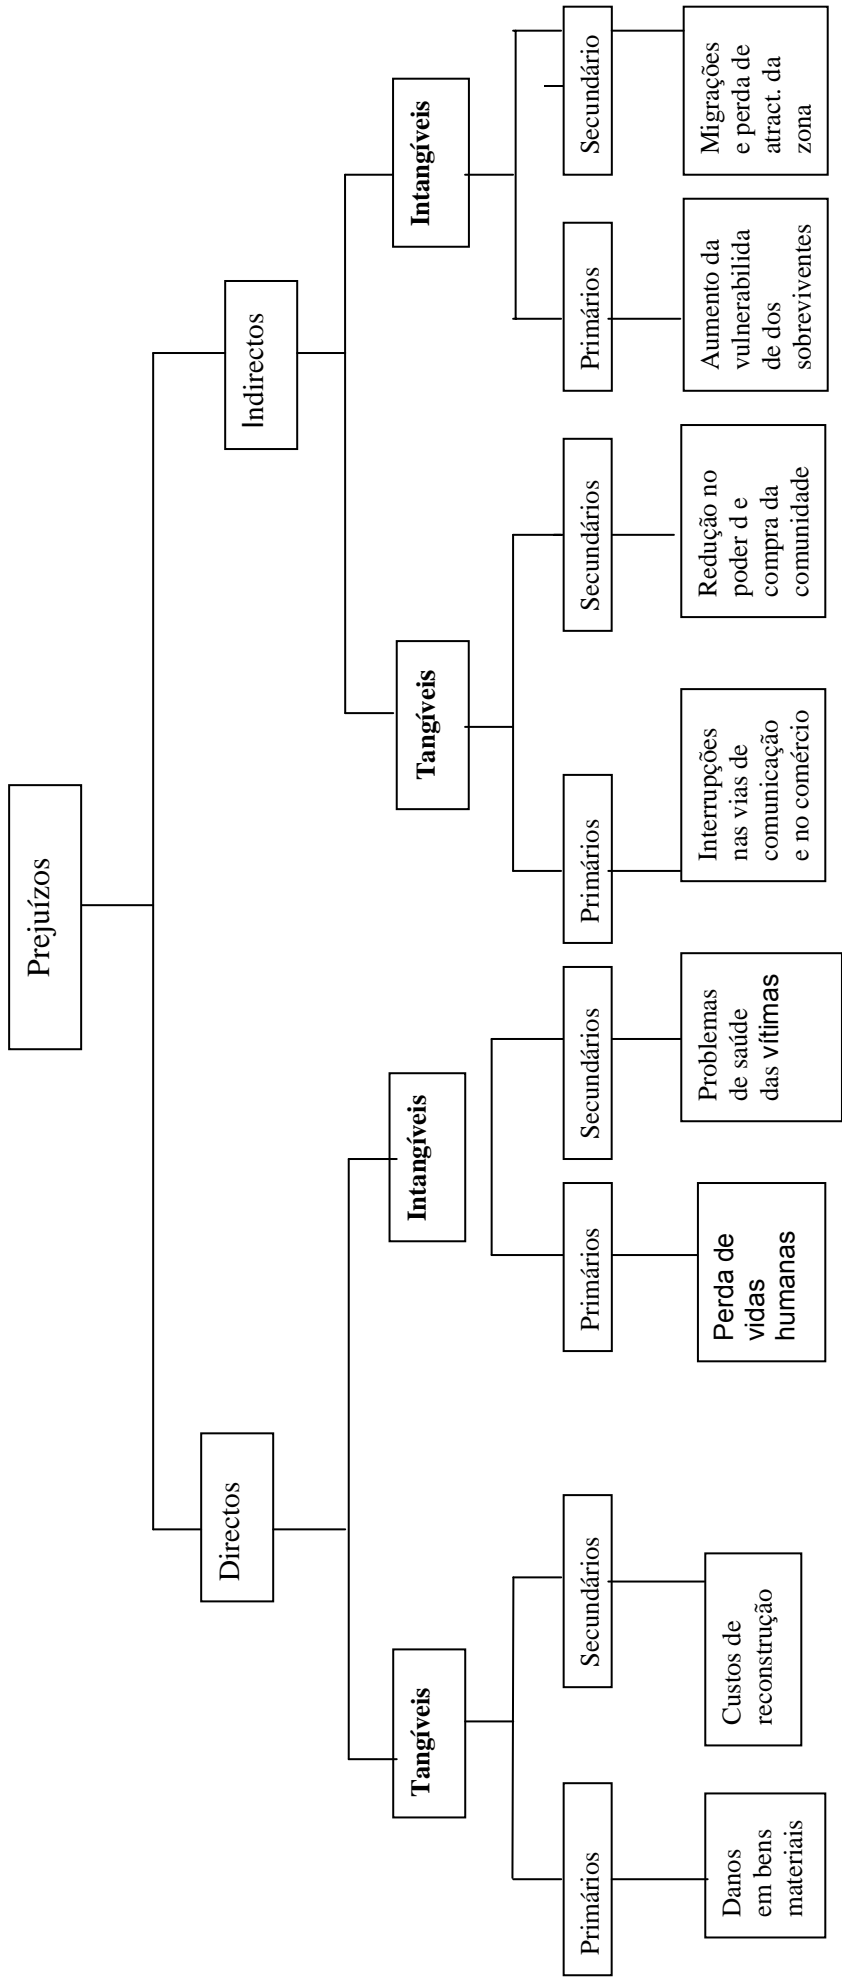 Prejuízos
Directos
Indirectos
Tangíveis
Intangíveis
Tangíveis
Intangíveis
Primários
Secundários
Primários
Secundários
Primários
Secundários
Primários
Secundário
Danos
em bens
materiais
Custos de
reconstrução
Perda de
vidas
humanas
Problemas
de saúde
das vítimas
Interrupções
nas vias de
comunicação
e no comércio
Redução no
poder d e
compra da
comunidade
Aumento da
vulnerabilida
de dos
sobreviventes
Migrações
e perda de
atract. da
zona